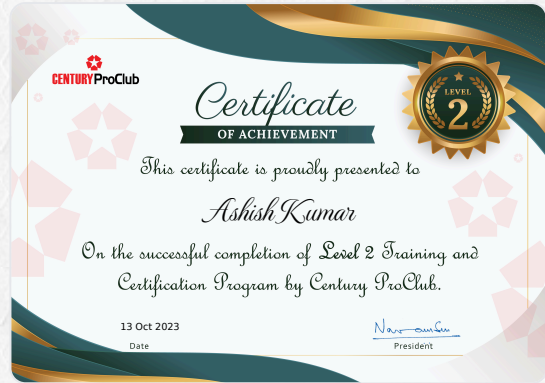 CENTURY ProClub
LEVEL
2
Certificate
OF ACHIEVEMENT
This certificate is proudly presented to
Ashish Kumar
On the successful completion of Level 2 Training and
Certification Program by Century ProClub.
13 Oct 2023
Date
President